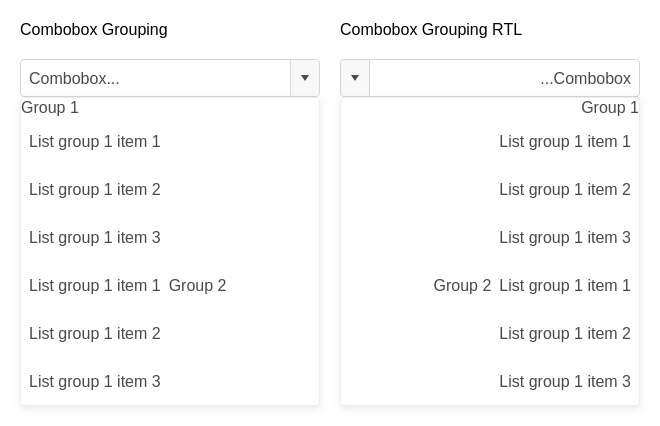 Combobox Grouping
Combobox...
Group 1
List group 1 item 1
List group 1 item 2
List group 1 item 3
List group 1 item 1 Group 2
List group 1 item 2
List group 1 item 3
Combobox Grouping RTL
...Combobox
Group 1
List group 1 item 1
List group 1 item 2
List group 1 item 3
Group 2 List group 1 item 1
List group 1 item 2
List group 1 item 3